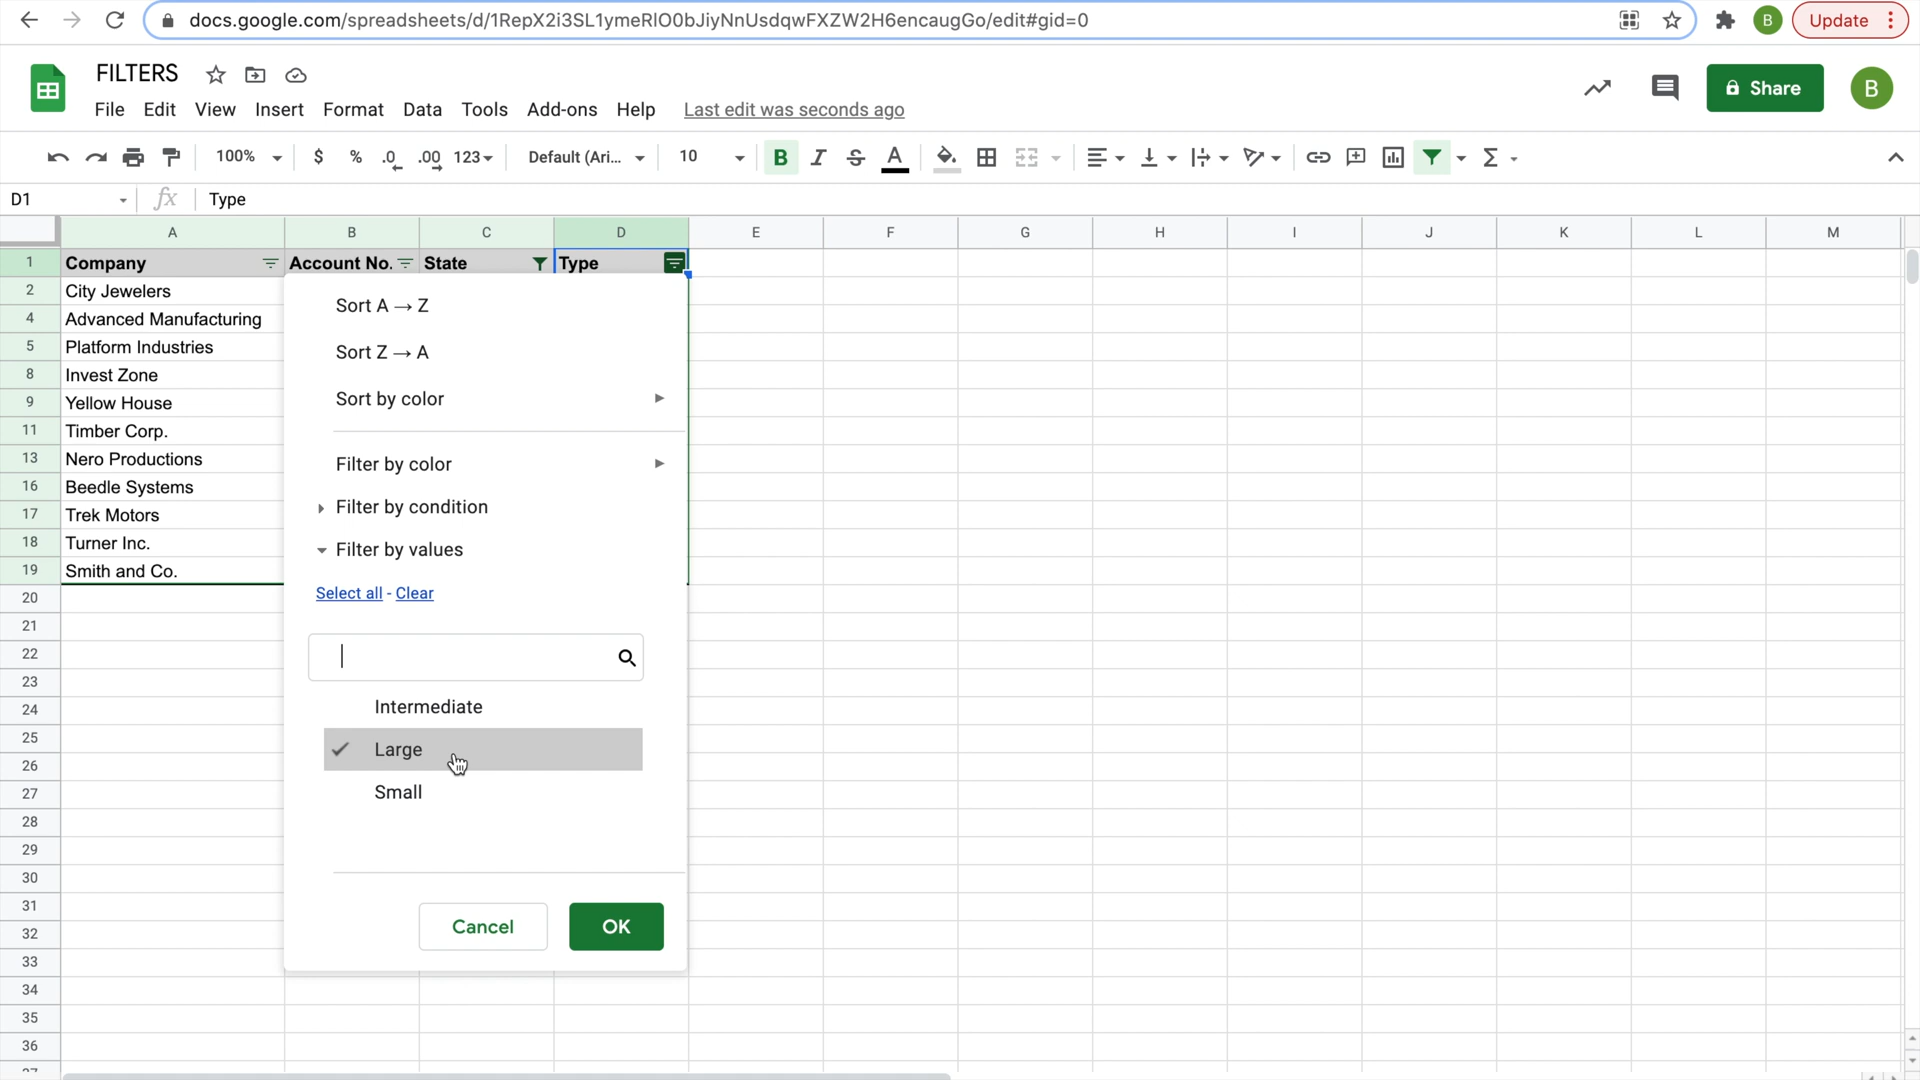 docs.google.com/spreadsheets/d/1RepX2i3SL1ymeRIO0bJiyNnUsdqwFXZW2H6encaugGo/edit#gid=0
B
Update
FILTERS
File Edit View Insert Format Data Tools Add-ons Help Last edit was seconds ago
Share
B
100% $ % .0 .00 123 Default (Ari... 10 B I S A Σ
D1 fx Type
A B C D E F G H I J K L M
1 Company Account No. State Type
2 City Jewelers
4 Advanced Manufacturing
5 Platform Industries
8 Invest Zone
9 Yellow House
11 Timber Corp.
13 Nero Productions
16 Beedle Systems
17 Trek Motors
18 Turner Inc.
19 Smith and Co.
20
21
22
23
24
25
26
27
28
29
30
31
32
33
34
35
36
37
Sort A → Z
Sort Z → A
Sort by color
Filter by color
Filter by condition
Filter by values
Select all - Clear
Intermediate
Large
Small
Cancel OK